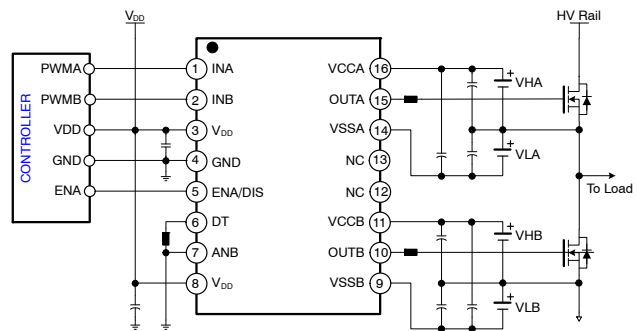 VDD
HV Rail
CONTROLLER
PWMA
PWMB
VDD
GND
ENA
1 INA
2 INB
3 VDD
4 GND
5 ENA/DIS
6 DT
7 ANB
8 VDD
VCCA 16
OUTA 15
VSSA 14
NC 13
NC 12
VCCB 11
OUTB 10
VSSB 9
+ VHA
+ VLA
To Load
+ VHB
+ VLB